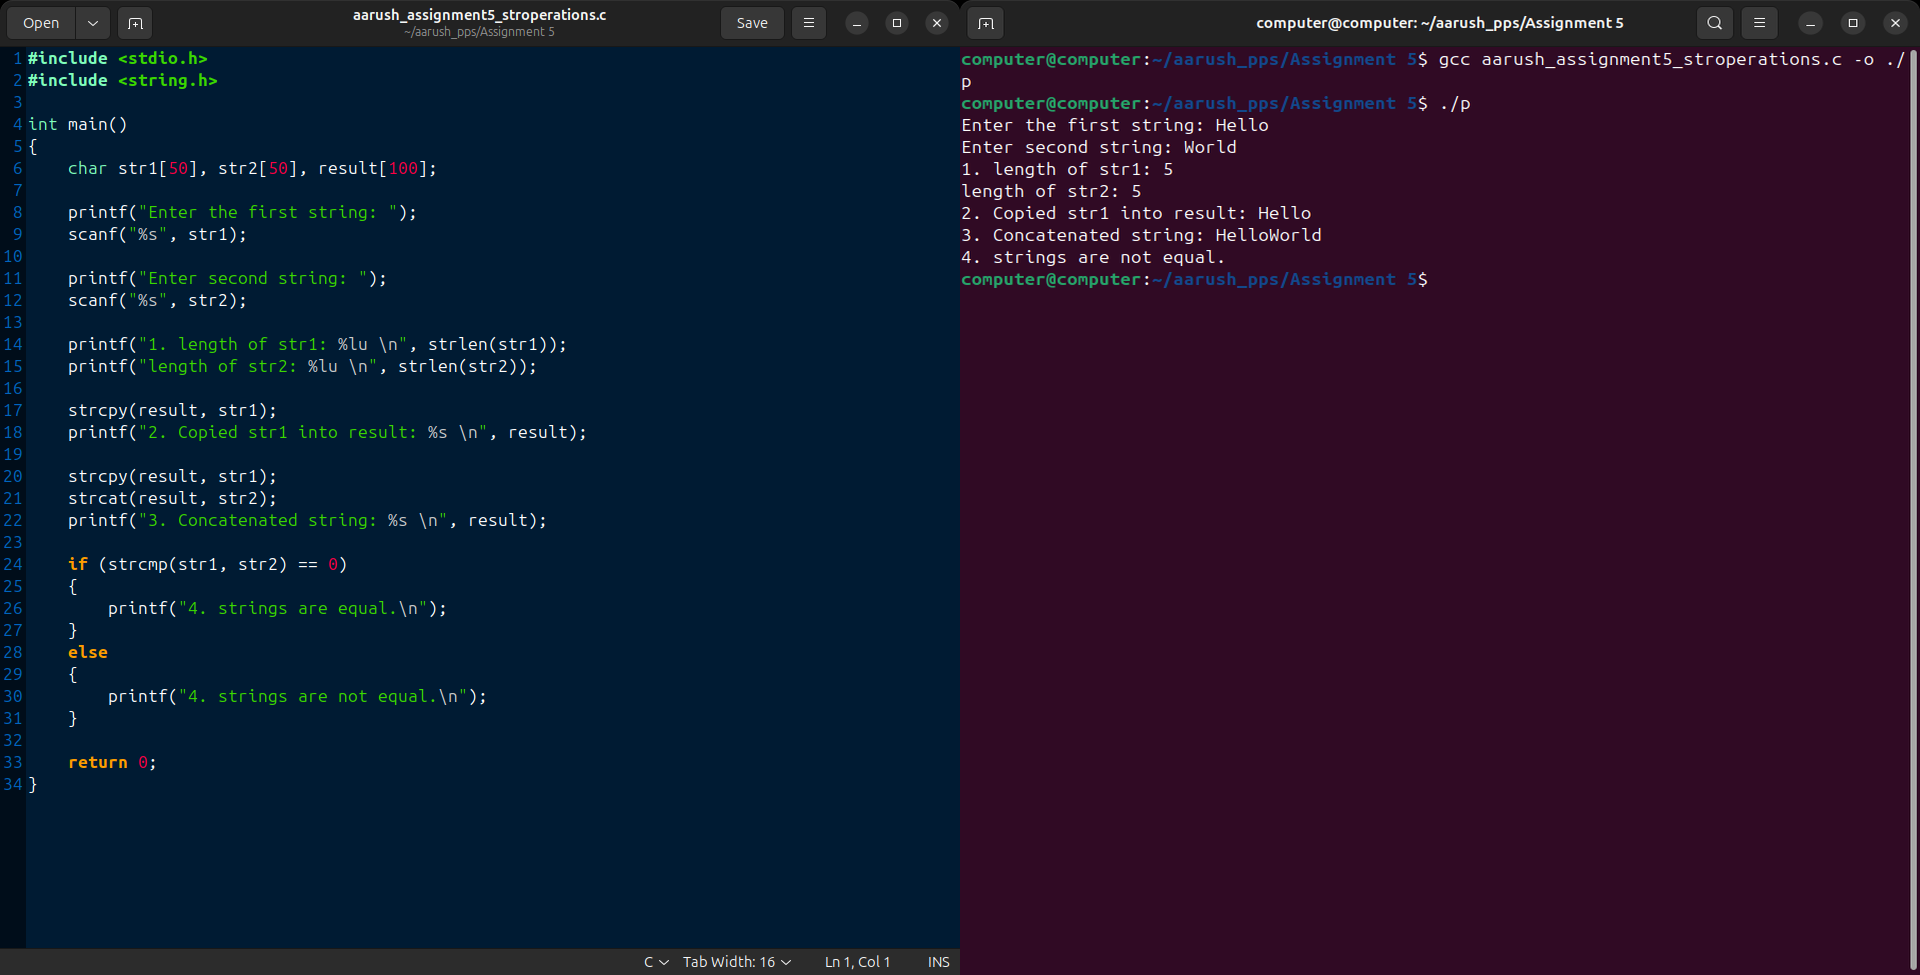 Open
aarush_assignment5_stroperations.c
~/aarush_pps/Assignment 5
Save
1 #include <stdio.h>
2 #include <string.h>
3
4 int main()
5 {
6     char str1[50], str2[50], result[100];
7
8     printf("Enter the first string: ");
9     scanf("%s", str1);
10
11     printf("Enter second string: ");
12     scanf("%s", str2);
13
14     printf("1. length of str1: %lu \n", strlen(str1));
15     printf("length of str2: %lu \n", strlen(str2));
16
17     strcpy(result, str1);
18     printf("2. Copied str1 into result: %s \n", result);
19
20     strcpy(result, str1);
21     strcat(result, str2);
22     printf("3. Concatenated string: %s \n", result);
23
24     if (strcmp(str1, str2) == 0)
25     {
26         printf("4. strings are equal.\n");
27     }
28     else
29     {
30         printf("4. strings are not equal.\n");
31     }
32
33     return 0;
34 }
C
Tab Width: 16
Ln 1, Col 1
INS
computer@computer: ~/aarush_pps/Assignment 5
computer@computer:~/aarush_pps/Assignment 5$ gcc aarush_assignment5_stroperations.c -o ./
p
computer@computer:~/aarush_pps/Assignment 5$ ./p
Enter the first string: Hello
Enter second string: World
1. length of str1: 5
length of str2: 5
2. Copied str1 into result: Hello
3. Concatenated string: HelloWorld
4. strings are not equal.
computer@computer:~/aarush_pps/Assignment 5$